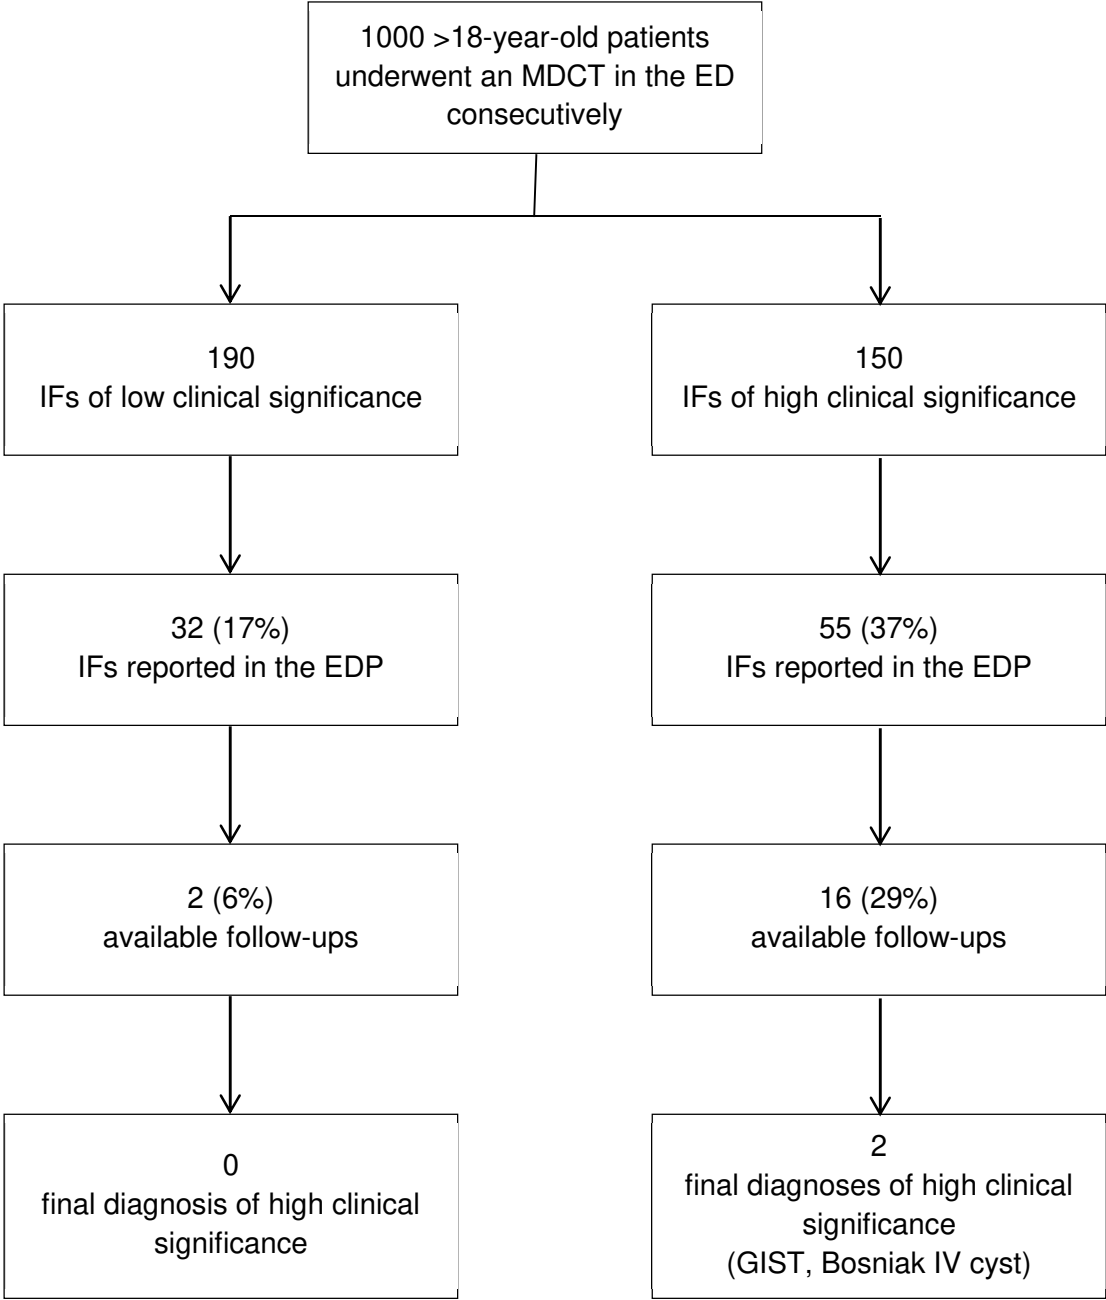 1000 >18-year-old patients
underwent an MDCT in the ED
consecutively
190
IFs of low clinical significance
150
IFs of high clinical significance
32 (17%)
IFs reported in the EDP
55 (37%)
IFs reported in the EDP
2 (6%)
available follow-ups
16 (29%)
available follow-ups
0
final diagnosis of high clinical
significance
2
final diagnoses of high clinical
significance
(GIST, Bosniak IV cyst)